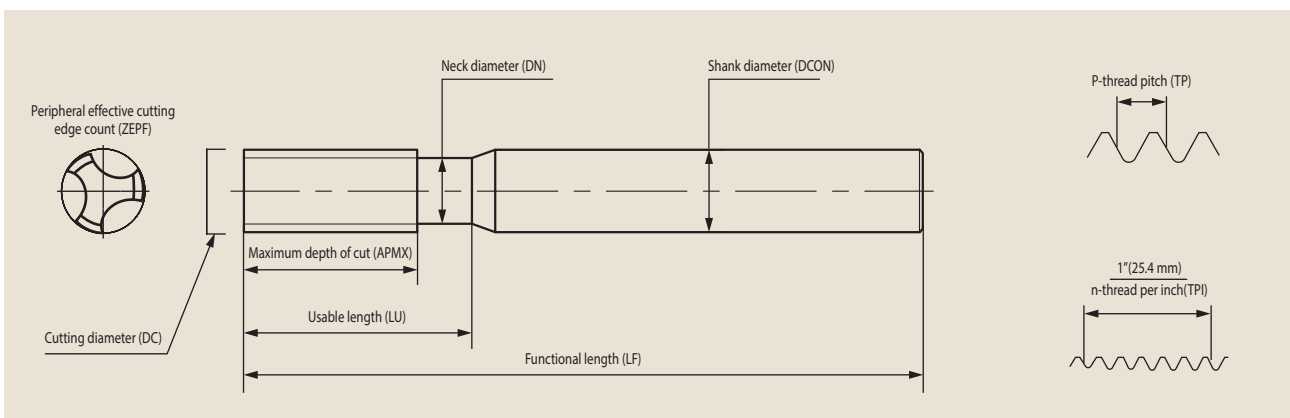 Neck diameter (DN)
Shank diameter (DCON)
P-thread pitch (TP)
Peripheral effective cutting
edge count (ZEPF)
Maximum depth of cut (APMX)
1"(25.4 mm)
n-thread per inch(TPI)
Usable length (LU)
Cutting diameter (DC)
Functional length (LF)